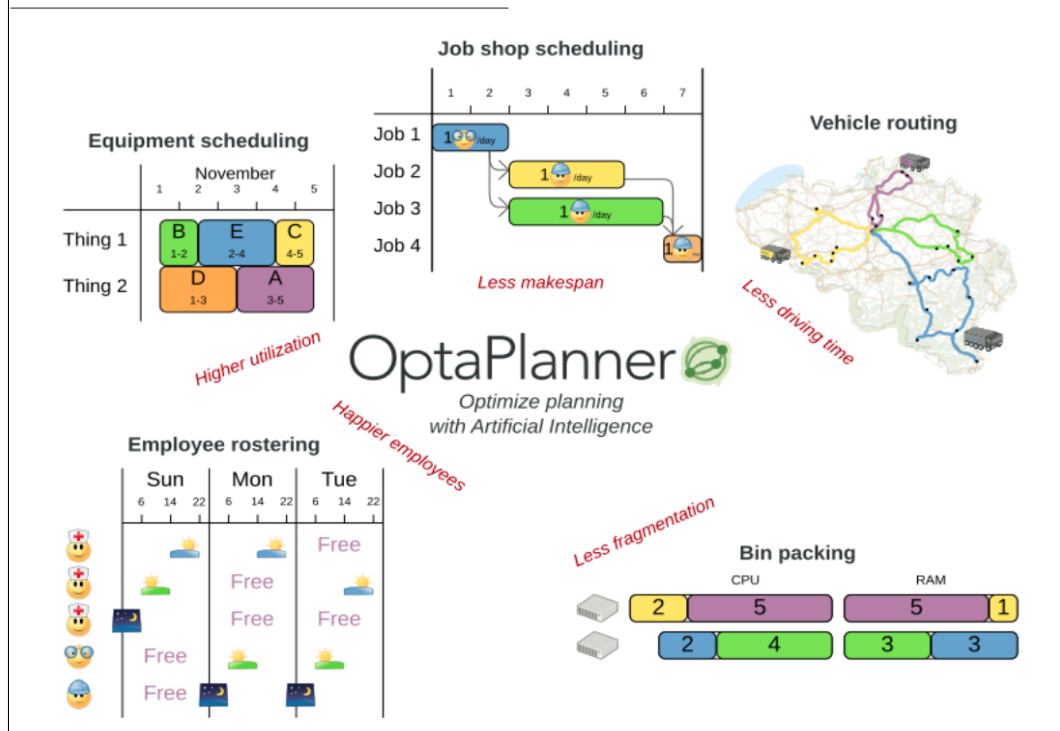 Job shop scheduling
1 2 3 4 5 6 7
Job 1
1 /day
Job 2
1 /day
Job 3
1 /day
Job 4
1
Less makespan
Equipment scheduling
November
1 2 3 4 5
Thing 1
B E C
1-2 2-4 4-5
Thing 2
D A
1-3 3-5
Higher utilization
Vehicle routing
Less driving time
OptaPlanner
Optimize planning
with Artificial Intelligence
Happier employees
Employee rostering
Sun Mon Tue
6 14 22 6 14 22 6 14 22
Free
Free
Free Free
Free
Free
Less fragmentation
Bin packing
CPU RAM
2 5 5 1
2 4 3 3